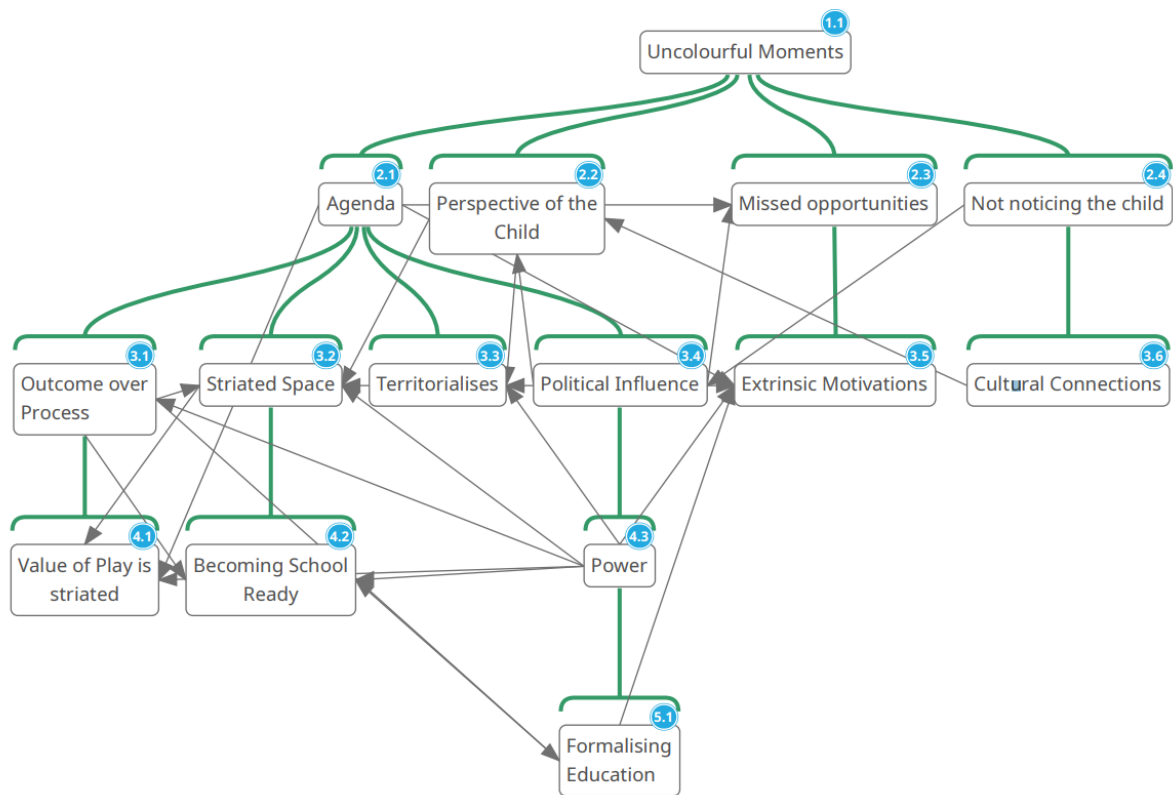 1.1
Uncolourful Moments
2.1
Agenda
2.2
Perspective of the
Child
2.3
Missed opportunities
2.4
Not noticing the child
3.1
Outcome over
Process
3.2
Striated Space
3.3
Territorialises
3.4
Political Influence
3.5
Extrinsic Motivations
3.6
Cultural Connections
4.1
Value of Play is
striated
4.2
Becoming School
Ready
4.3
Power
5.1
Formalising
Education